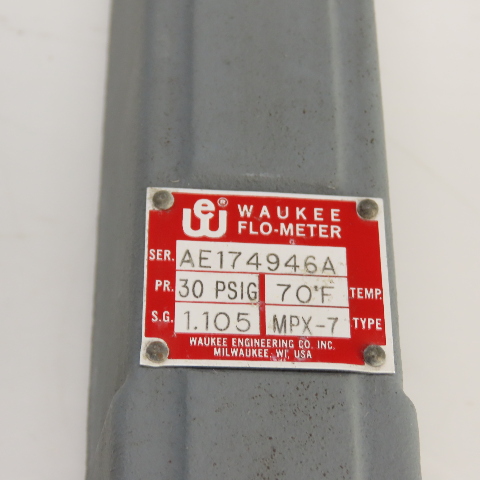 eW® WAUKEE
FLO-METER
SER. AE174946A
PR. 30 PSIG 70°F TEMP.
S.G. 1.105 MPX-7 TYPE
WAUKEE ENGINEERING CO. INC.
MILWAUKEE, WI, USA